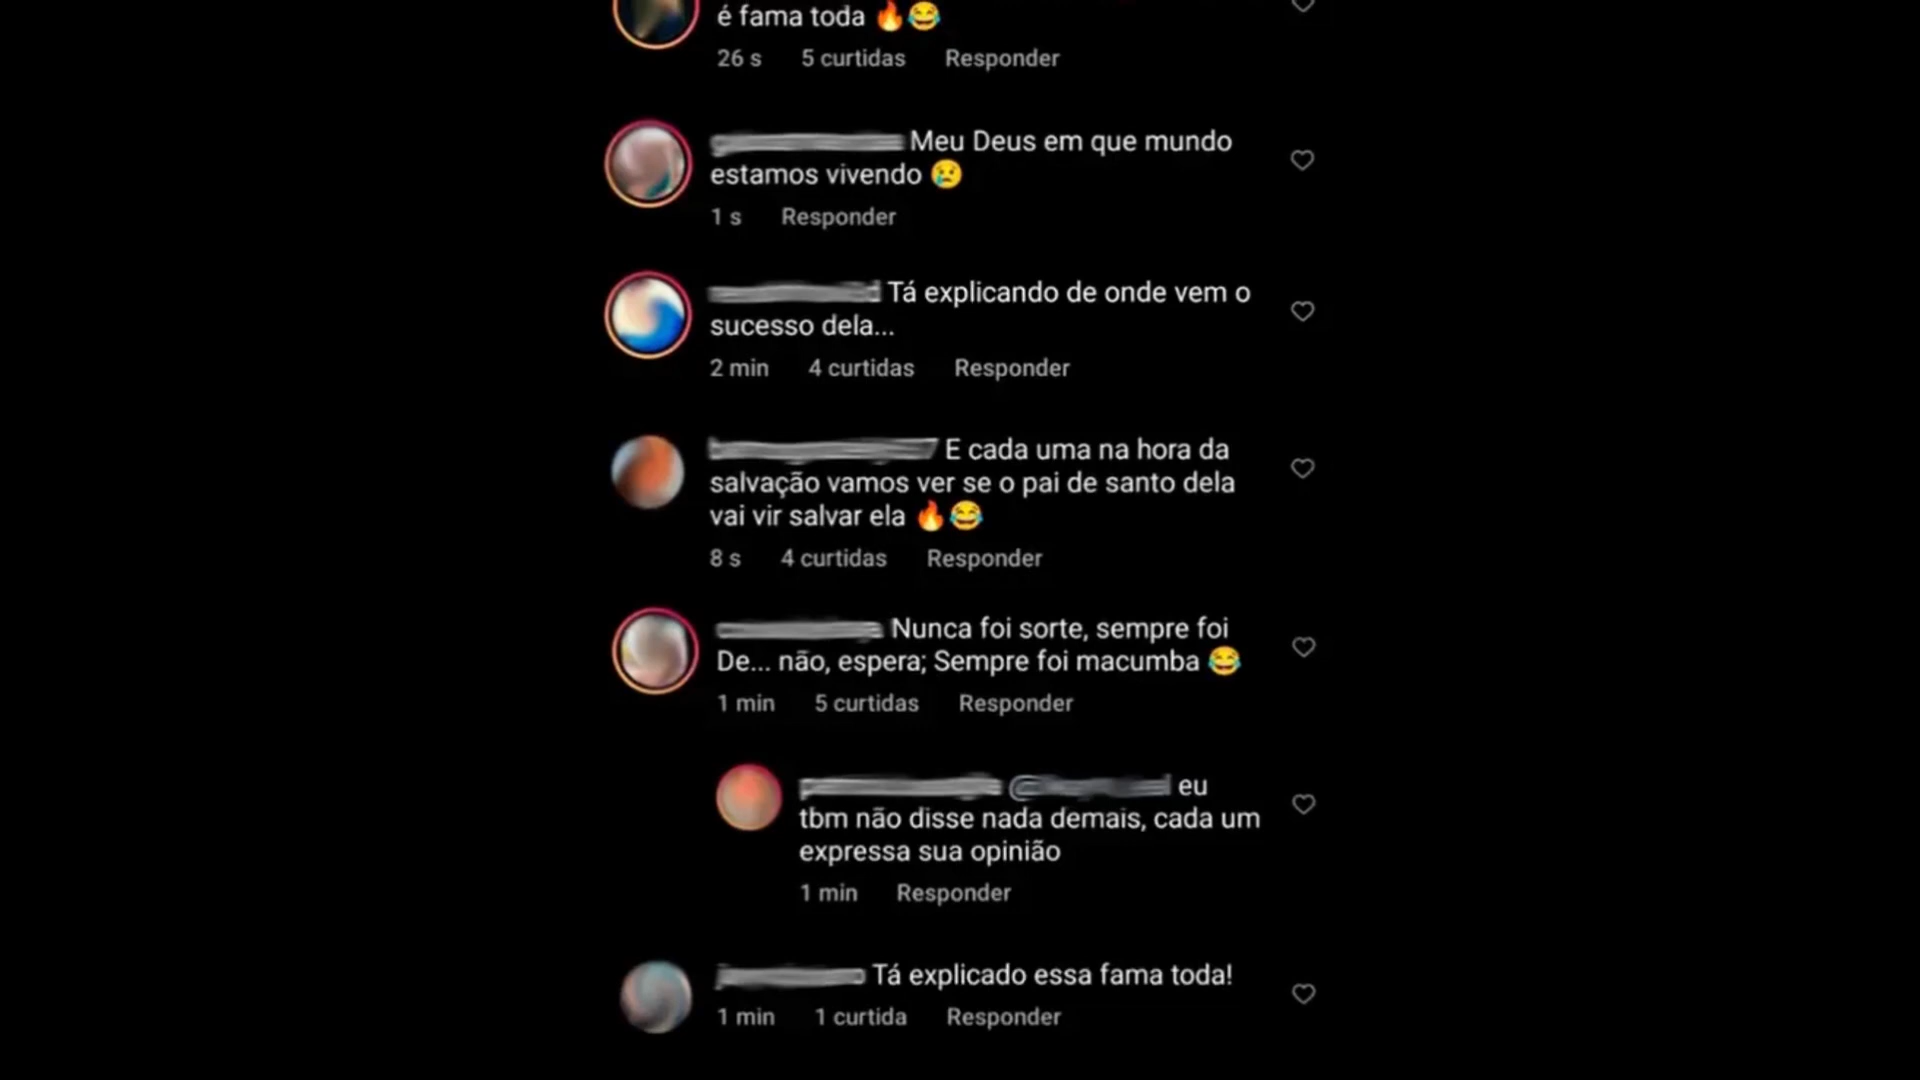 é fama toda 🔥😂
26 s 5 curtidas Responder
Meu Deus em que mundo
estamos vivendo 😢
1 s Responder
Tá explicando de onde vem o
sucesso dela...
2 min 4 curtidas Responder
E cada uma na hora da
salvação vamos ver se o pai de santo dela
vai vir salvar ela 🔥😂
8 s 4 curtidas Responder
Nunca foi sorte, sempre foi
De... não, espera; Sempre foi macumba 😂
1 min 5 curtidas Responder
eu
tbm não disse nada demais, cada um
expressa sua opinião
1 min Responder
Tá explicado essa fama toda!
1 min 1 curtida Responder